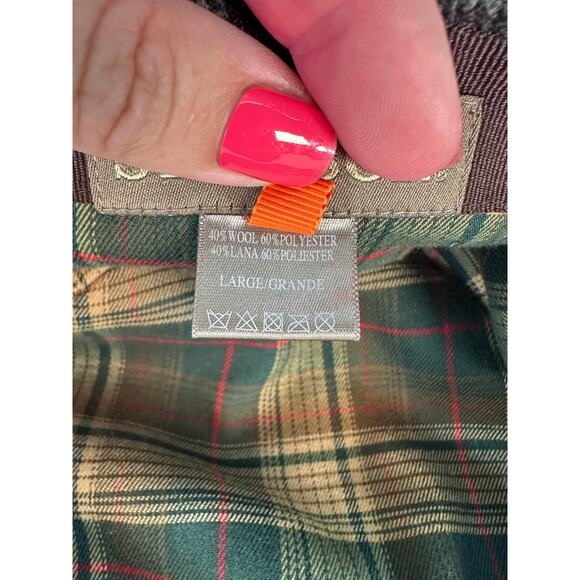 40% WOOL 60% POLYESTER
40% LANA 60% POLIESTER
LARGE/GRANDE